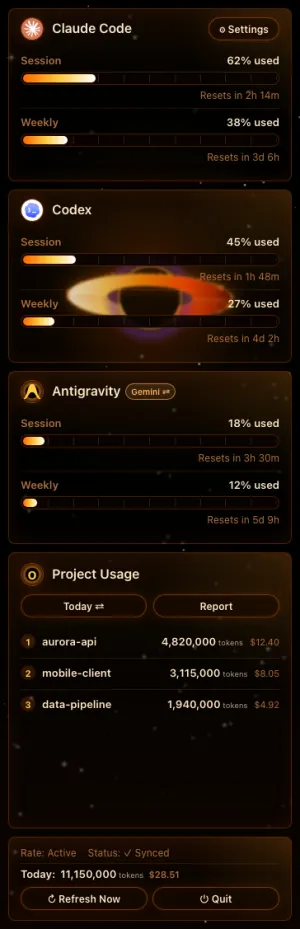 Claude Code
⚙ Settings
Session 62% used
Resets in 2h 14m
Weekly 38% used
Resets in 3d 6h
Codex
Session 45% used
Resets in 1h 48m
Weekly 27% used
Resets in 4d 2h
Antigravity Gemini ⇄
Session 18% used
Resets in 3h 30m
Weekly 12% used
Resets in 5d 9h
Project Usage
Today ⇄ Report
1 aurora-api 4,820,000 tokens $12.40
2 mobile-client 3,115,000 tokens $8.05
3 data-pipeline 1,940,000 tokens $4.92
Rate: Active Status: ✓ Synced
Today: 11,150,000 tokens $28.51
↻ Refresh Now ⏻ Quit